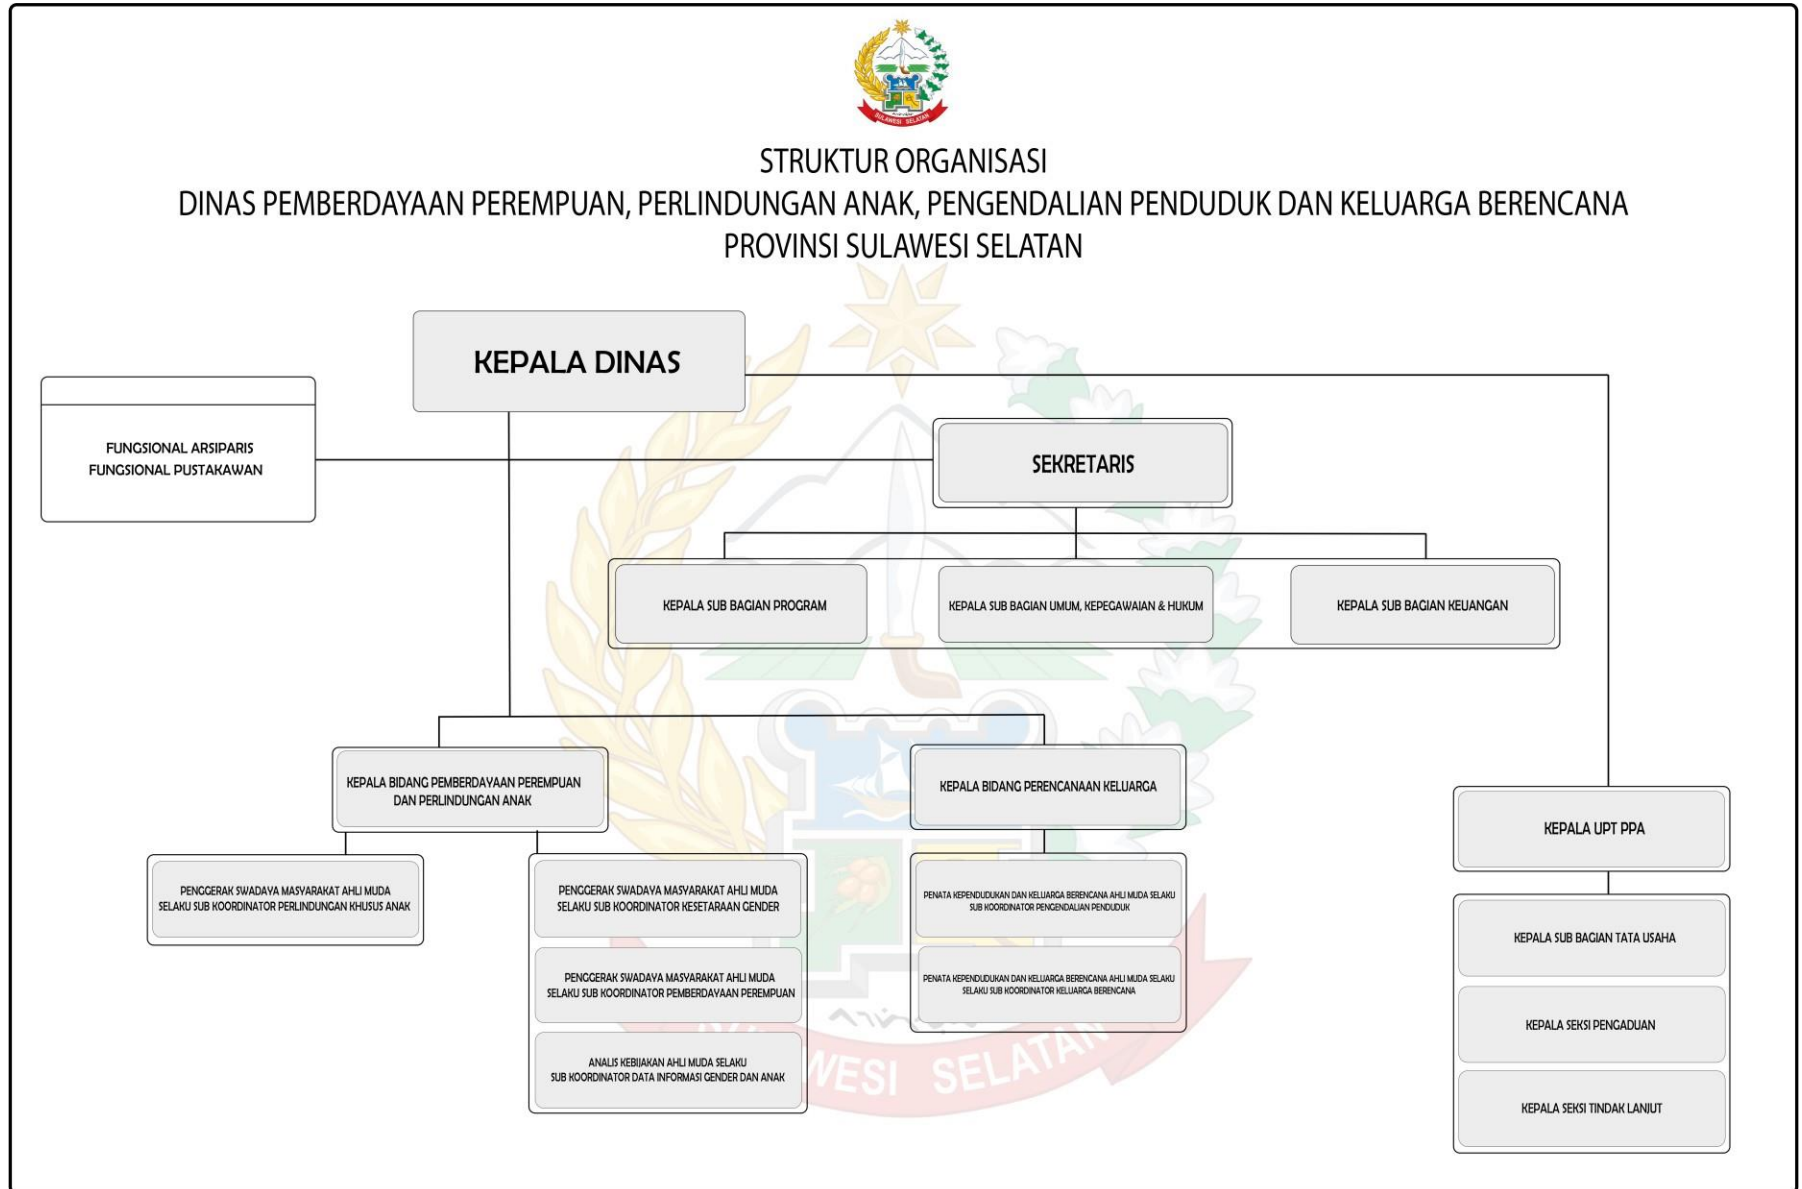 SULAWESI SELATAN
STRUKTUR ORGANISASI
DINAS PEMBERDAYAAN PEREMPUAN, PERLINDUNGAN ANAK, PENGENDALIAN PENDUDUK DAN KELUARGA BERENCANA
PROVINSI SULAWESI SELATAN
KEPALA DINAS
FUNGSIONAL ARSIPARIS
FUNGSIONAL PUSTAKAWAN
SEKRETARIS
KEPALA SUB BAGIAN PROGRAM
KEPALA SUB BAGIAN UMUM, KEPEGAWAIAN & HUKUM
KEPALA SUB BAGIAN KEUANGAN
KEPALA BIDANG PEMBERDAYAAN PEREMPUAN
DAN PERLINDUNGAN ANAK
PENGGERAK SWADAYA MASYARAKAT AHLI MUDA
SELAKU SUB KOORDINATOR PERLINDUNGAN KHUSUS ANAK
PENGGERAK SWADAYA MASYARAKAT AHLI MUDA
SELAKU SUB KOORDINATOR KESETARAAN GENDER
PENGGERAK SWADAYA MASYARAKAT AHLI MUDA
SELAKU SUB KOORDINATOR PEMBERDAYAAN PEREMPUAN
ANALIS KEBIJAKAN AHLI MUDA SELAKU
SUB KOORDINATOR DATA INFORMASI GENDER DAN ANAK
KEPALA BIDANG PERENCANAAN KELUARGA
PENATA KEPENDUDUKAN DAN KELUARGA BERENCANA AHLI MUDA SELAKU
SUB KOORDINATOR PENGENDALIAN PENDUDUK
PENATA KEPENDUDUKAN DAN KELUARGA BERENCANA AHLI MUDA SELAKU
SELAKU SUB KOORDINATOR KELUARGA BERENCANA
KEPALA UPT PPA
KEPALA SUB BAGIAN TATA USAHA
KEPALA SEKSI PENGADUAN
KEPALA SEKSI TINDAK LANJUT
SELATAN